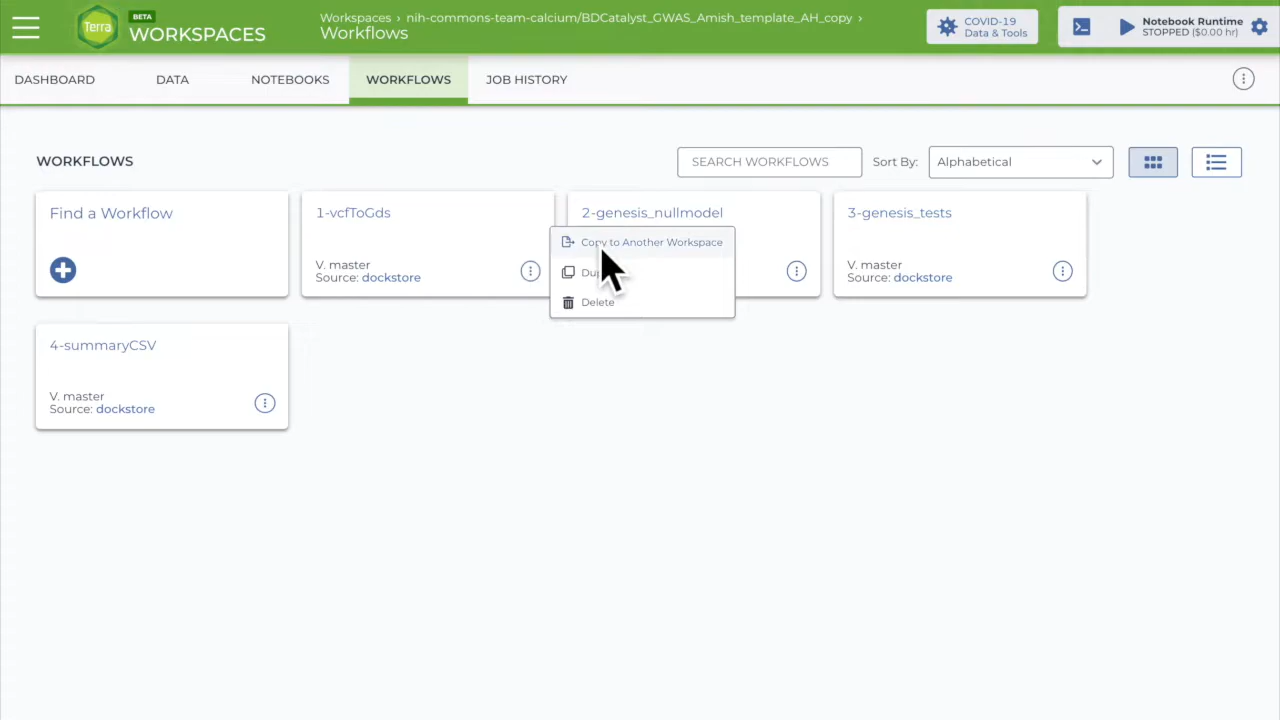 Terra
BETA
WORKSPACES
Workspaces › nih-commons-team-calcium/BDCatalyst_GWAS_Amish_template_AH_copy ›
Workflows
COVID-19
Data & Tools
Notebook Runtime
STOPPED ($0.00 hr)
DASHBOARD
DATA
NOTEBOOKS
WORKFLOWS
JOB HISTORY
WORKFLOWS
SEARCH WORKFLOWS
Sort By:
Alphabetical
Find a Workflow
1-vcfToGds
V. master
Source: dockstore
2-genesis_nullmodel
Copy to Another Workspace
Delete
3-genesis_tests
V. master
Source: dockstore
4-summaryCSV
V. master
Source: dockstore